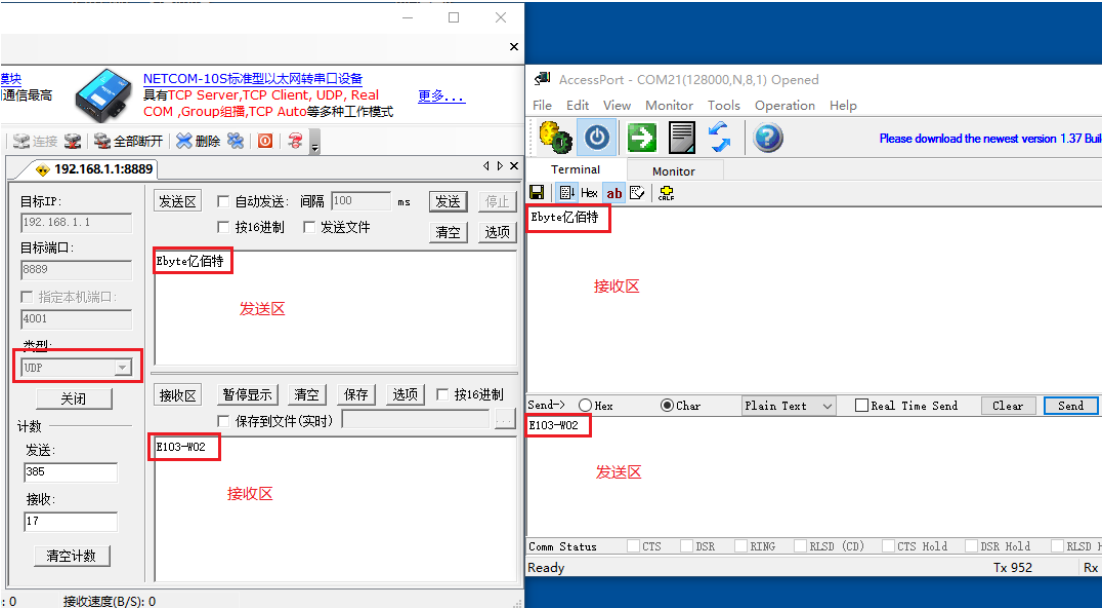 模块
NETCOM-10S标准型以太网转串口设备
通信最高
具有TCP Server,TCP Client, UDP, Real
COM ,Group组播,TCP Auto等多种工作模式
更多...
连接
全部断开
删除
192.168.1.1:8889
目标IP:
192.168.1.1
目标端口:
8889
指定本机端口:
4001
类型:
UDP
关闭
计数
发送:
385
接收:
17
清空计数
发送区
自动发送: 间隔 100 ms
发送
停止
按16进制
发送文件
清空
选项
Ebyte亿佰特
发送区
接收区
暂停显示
清空
保存
选项
按16进制
保存到文件(实时)
...
E103-W02
接收区
: 0
接收速度(B/S): 0
AccessPort - COM21(128000,N,8,1) Opened
File Edit View Monitor Tools Operation Help
Please download the newest version 1.37 Buil
Terminal
Monitor
Hex
ab
CRLF
Ebyte亿佰特
接收区
Send-> Hex Char Plain Text Real Time Send Clear Send
E103-W02
发送区
Comm Status CTS DSR RING RLSD (CD) CTS Hold DSR Hold RLSD H
Ready
Tx 952
Rx